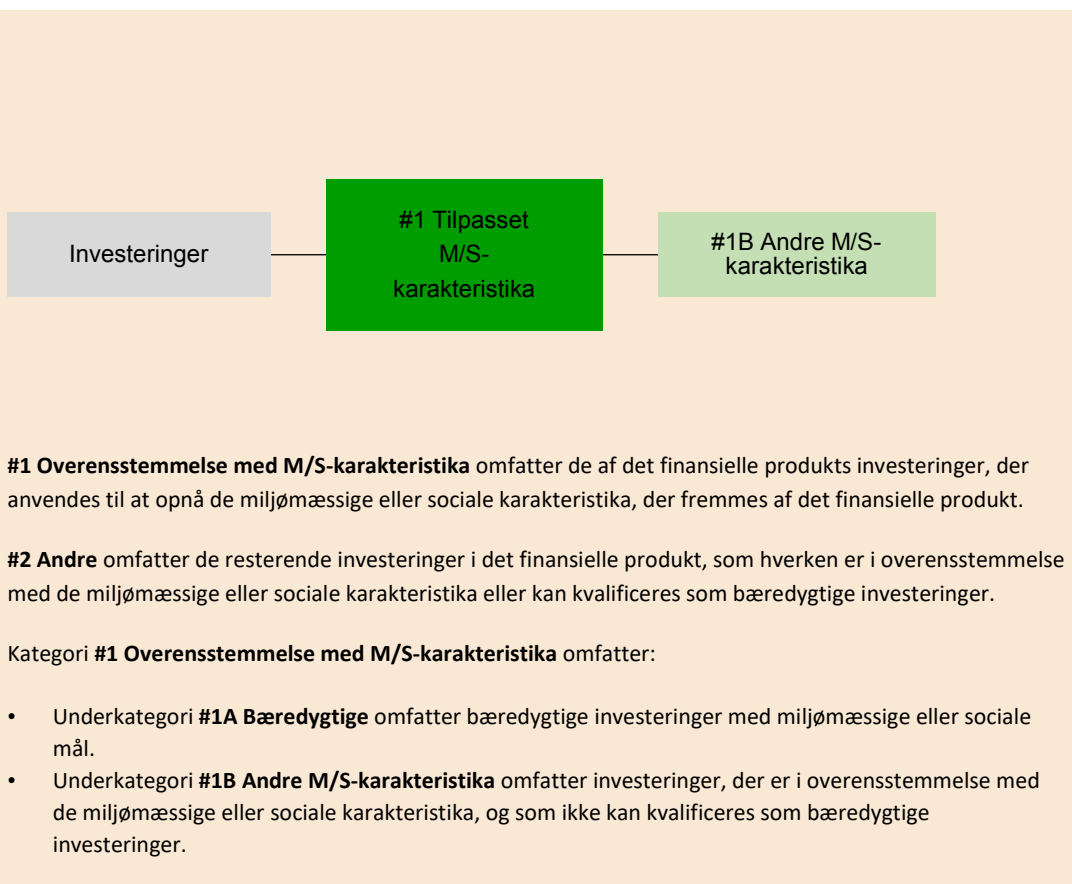 Investeringer
#1 Tilpasset
M/S-
karakteristika
#1B Andre M/S-
karakteristika
#1 Overensstemmelse med M/S-karakteristika omfatter de af det finansielle produkts investeringer, der
anvendes til at opnå de miljømæssige eller sociale karakteristika, der fremmes af det finansielle produkt.
#2 Andre omfatter de resterende investeringer i det finansielle produkt, som hverken er i overensstemmelse
med de miljømæssige eller sociale karakteristika eller kan kvalificeres som bæredygtige investeringer.
Kategori #1 Overensstemmelse med M/S-karakteristika omfatter:
• Underkategori #1A Bæredygtige omfatter bæredygtige investeringer med miljømæssige eller sociale
mål.
• Underkategori #1B Andre M/S-karakteristika omfatter investeringer, der er i overensstemmelse med
de miljømæssige eller sociale karakteristika, og som ikke kan kvalificeres som bæredygtige
investeringer.